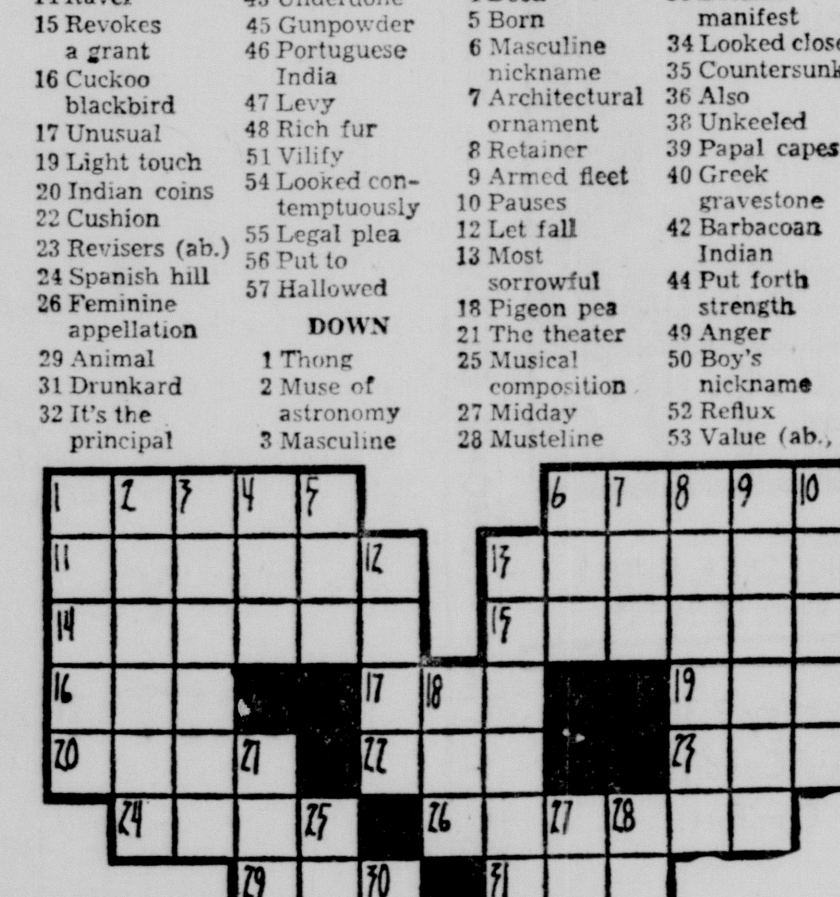 14 Ravel
15 Revokes
a grant
16 Cuckoo
blackbird
17 Unusual
19 Light touch
20 Indian coins
22 Cushion
23 Revisers (ab.)
24 Spanish hill
26 Feminine
appellation
29 Animal
31 Drunkard
32 It's the
principal
43 Underdone
45 Gunpowder
46 Portuguese
India
47 Levy
48 Rich fur
51 Vilify
54 Looked con-
temptuously
55 Legal plea
56 Put to
57 Hallowed
DOWN
1 Thong
2 Muse of
astronomy
3 Masculine
5 Born
6 Masculine
nickname
7 Architectural
ornament
8 Retainer
9 Armed fleet
10 Pauses
12 Let fall
13 Most
sorrowful
18 Pigeon pea
21 The theater
25 Musical
composition
27 Midday
28 Musteline
manifest
34 Looked close
35 Countersunk
36 Also
38 Unkeeled
39 Papal capes
40 Greek
gravestone
42 Barbacoan
Indian
44 Put forth
strength
49 Anger
50 Boy's
nickname
52 Reflux
53 Value (ab.,
1 2 3 4 5 6 7 8 9 10
11 12 13
14 15
16 17 18 19
20 21 22 23
24 25 26 27 28
29 30 31